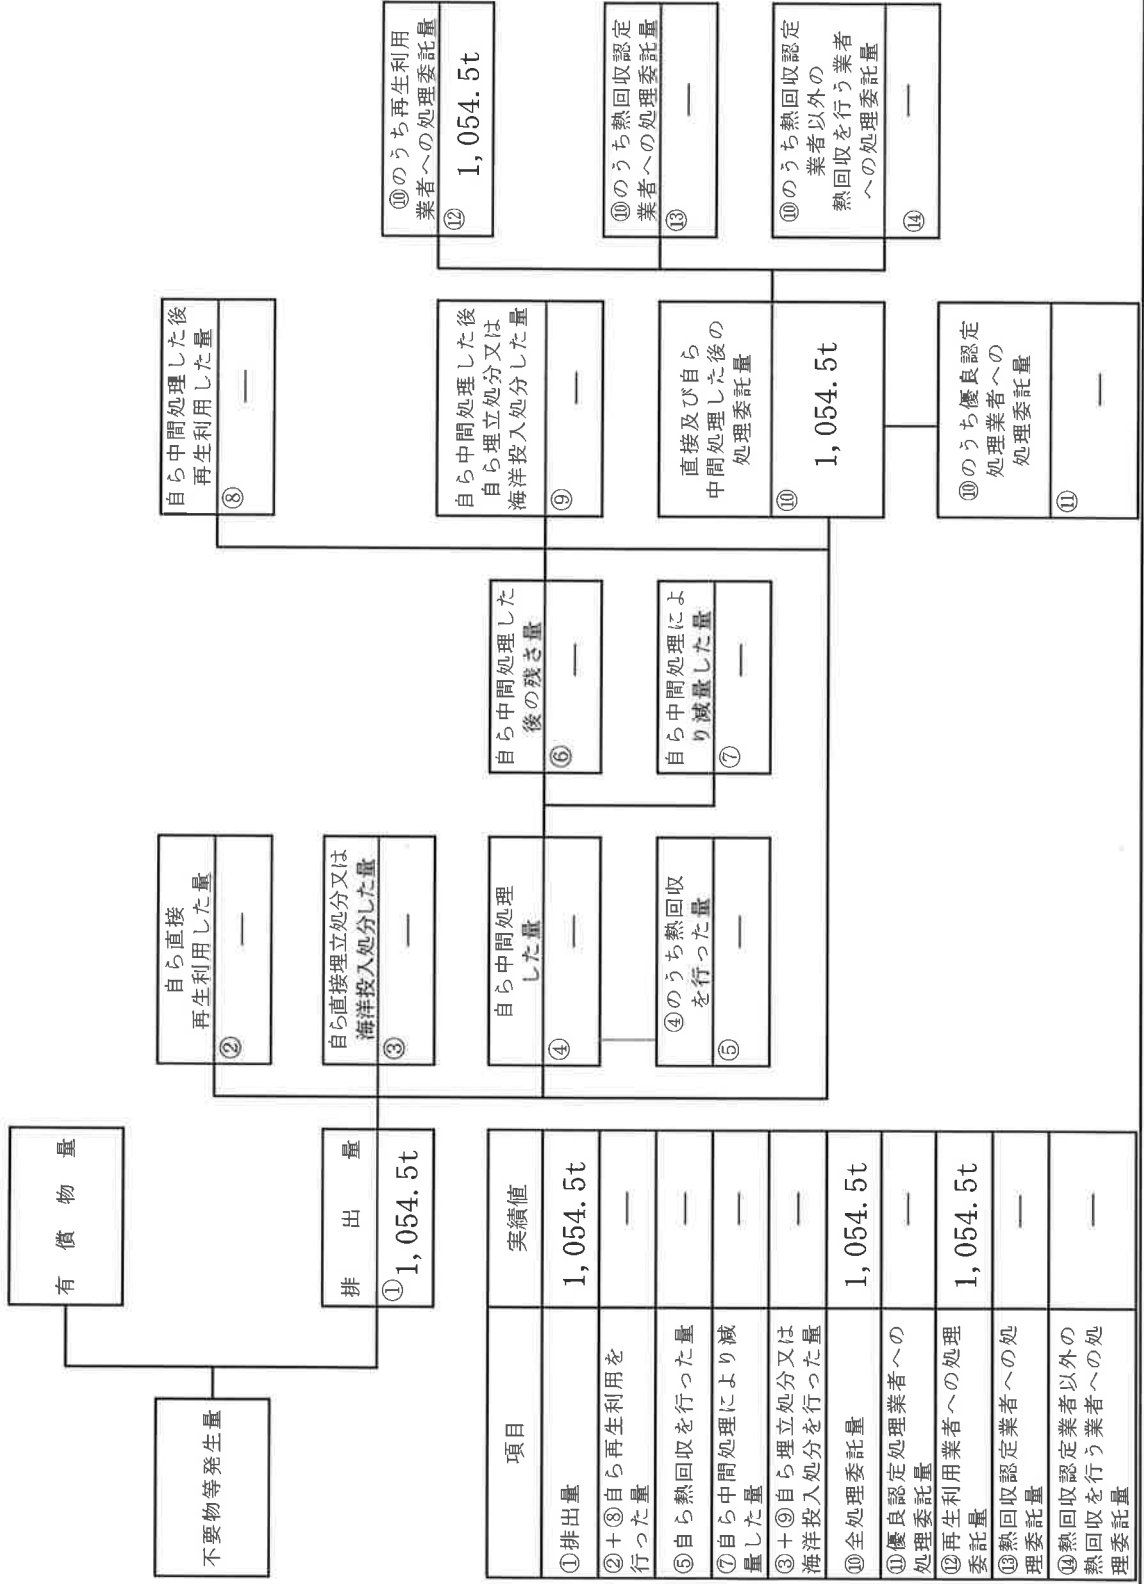 不要物等発生量
有償物量
排出量
①1,054.5t
自ら直接
再生利用した量
②
—
自ら直接埋立処分又は
海洋投入処分した量
③
—
自ら中間処理
した量
④
—
④のうち熱回収
を行った量
⑤
—
自ら中間処理した
後の残さ量
⑥
—
自ら中間処理によ
り減量した量
⑦
—
自ら中間処理した後
再生利用した量
⑧
—
自ら中間処理した後
自ら埋立処分又は
海洋投入処分した量
⑨
—
直接及び自ら
中間処理した後の
処理委託量
⑩
1,054.5t
⑩のうち優良認定
処理業者への
処理委託量
⑪
—
⑩のうち再生利用
業者への処理委託量
⑫
1,054.5t
⑩のうち熱回収認定
業者への処理委託量
⑬
—
⑩のうち熱回収認定
業者以外の
熱回収を行う業者
への処理委託量
⑭
—
項目 実績値
①排出量 1,054.5t
②+⑧自ら再生利用を
行った量 —
⑤自ら熱回収を行った量 —
⑦自ら中間処理により減
量した量 —
③+⑨自ら埋立処分又は
海洋投入処分を行った量 —
⑩全処理委託量 1,054.5t
⑪優良認定処理業者への
処理委託量 —
⑫再生利用業者への処理
委託量 1,054.5t
⑬熱回収認定業者への処
理委託量 —
⑭熱回収認定業者以外の
熱回収を行う業者への処
理委託量 —